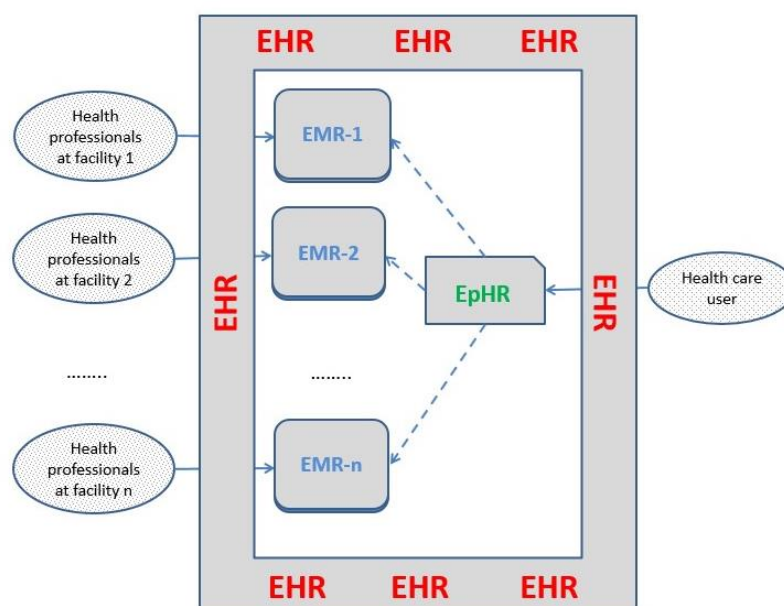 EHR EHR EHR
Health
professionals
at facility 1
EMR-1
Health
professionals
at facility 2
EMR-2
EHR
EpHR
EHR
Health care
user
........
........
Health
professionals
at facility n
EMR-n
EHR EHR EHR